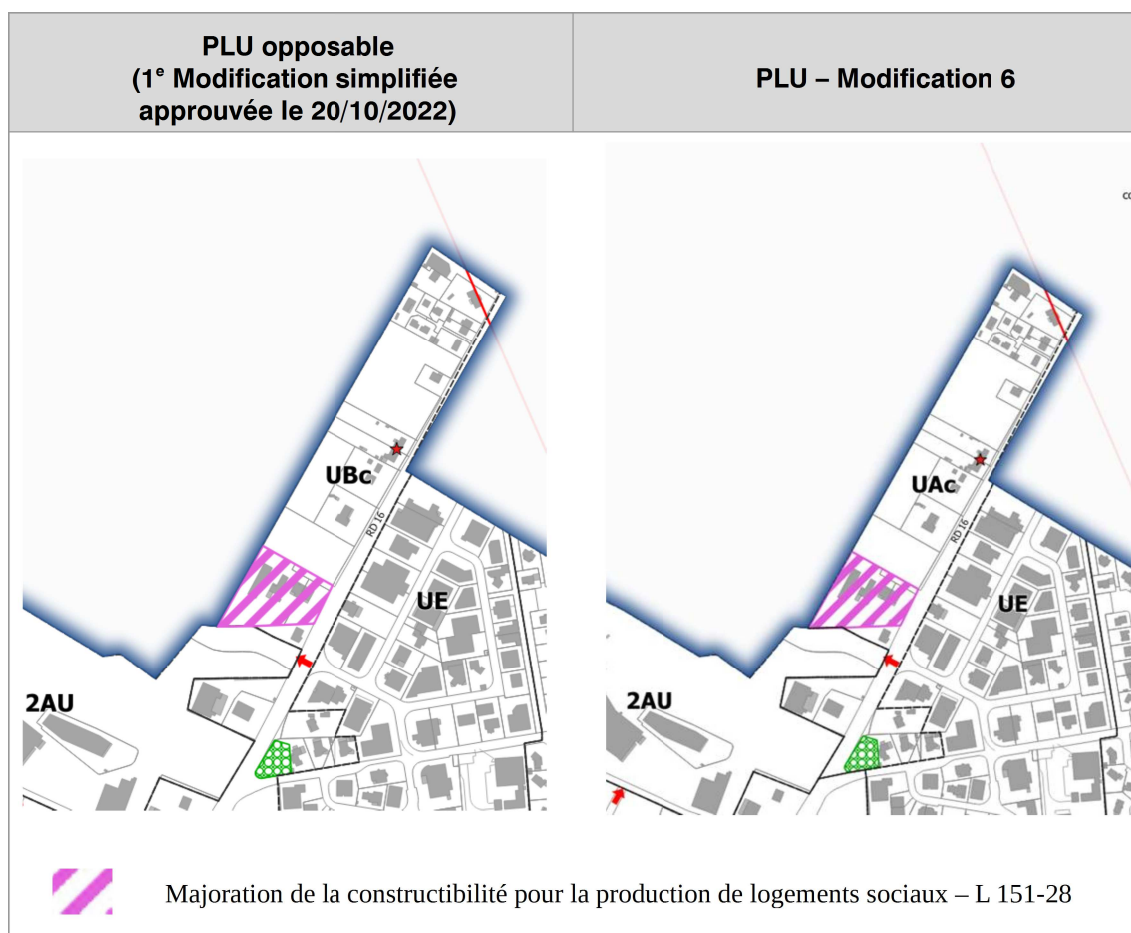 PLU opposable
(1e Modification simplifiée
approuvée le 20/10/2022)
PLU – Modification 6
UBc
RD 16
UE
2AU
co
UAc
RD 16
UE
2AU
Majoration de la constructibilité pour la production de logements sociaux – L 151-28